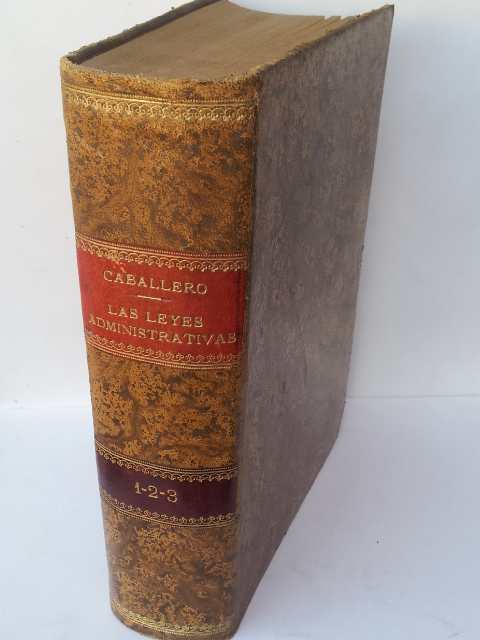 CABALLERO
LAS LEYES
ADMINISTRATIVAS
1-2-3